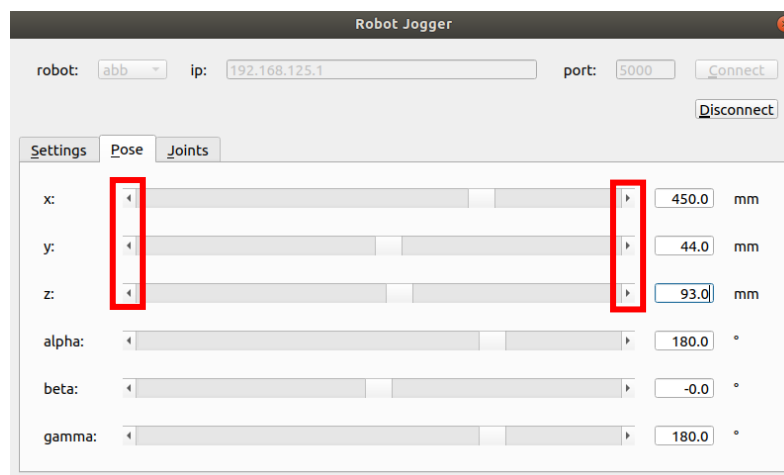 Robot Jogger
robot: abb ip: 192.168.125.1 port: 5000 Connect
Disconnect
Settings Pose Joints
x: 450.0 mm
y: 44.0 mm
z: 93.0 mm
alpha: 180.0 °
beta: -0.0 °
gamma: 180.0 °